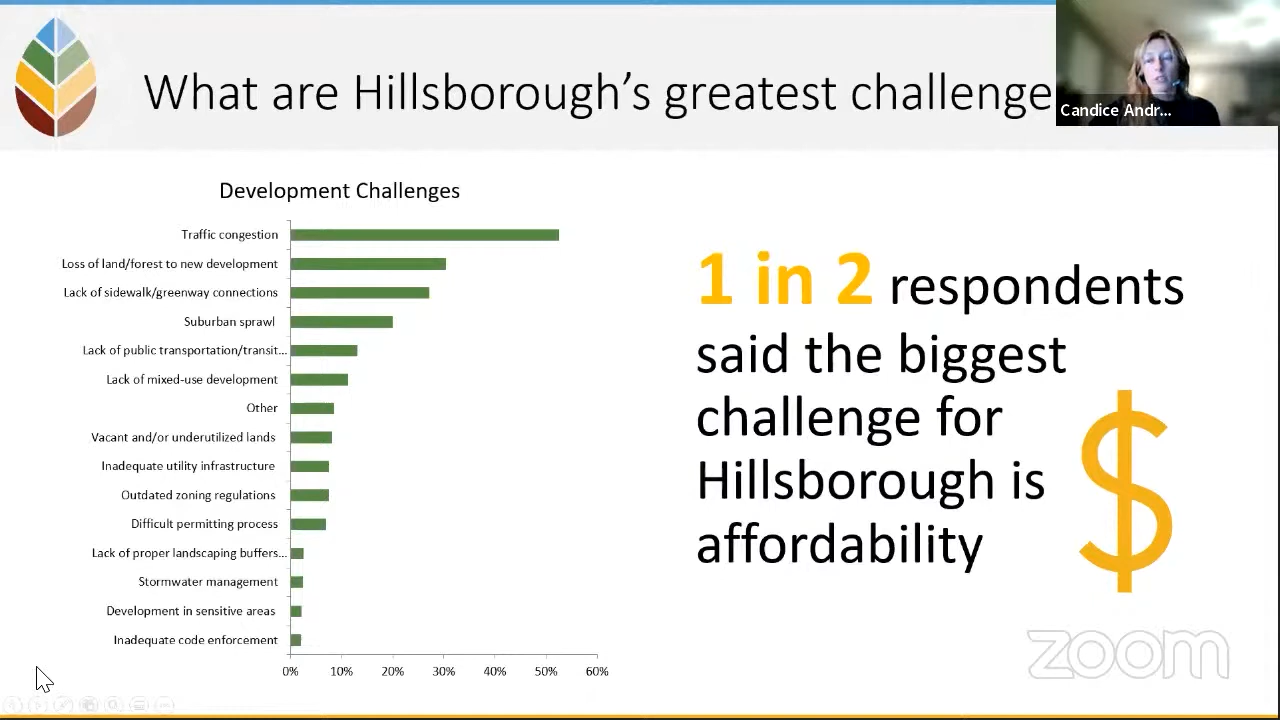 What are Hillsborough's greatest challenge
Candice Andr...
Development Challenges
Traffic congestion
Loss of land/forest to new development
Lack of sidewalk/greenway connections
Suburban sprawl
Lack of public transportation/transit...
Lack of mixed-use development
Other
Vacant and/or underutilized lands
Inadequate utility infrastructure
Outdated zoning regulations
Difficult permitting process
Lack of proper landscaping buffers...
Stormwater management
Development in sensitive areas
Inadequate code enforcement
0% 10% 20% 30% 40% 50% 60%
1 in 2 respondents
said the biggest
challenge for
Hillsborough is
affordability
$
zoom